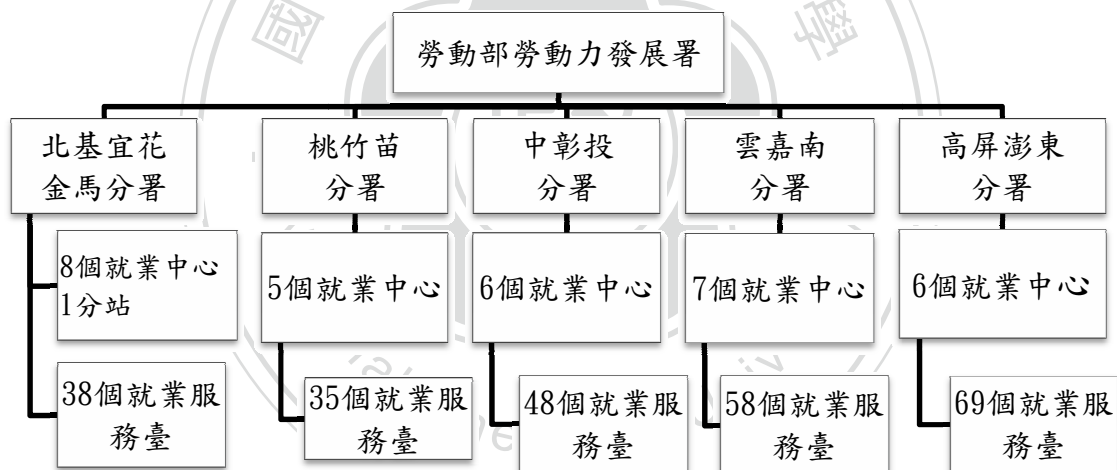 勞動部勞動力發展署
北基宜花
金馬分署
桃竹苗
分署
中彰投
分署
雲嘉南
分署
高屏澎東
分署
8個就業中心
1分站
5個就業中心
6個就業中心
7個就業中心
6個就業中心
38個就業服
務臺
35個就業服
務臺
48個就業服
務臺
58個就業服
務臺
69個就業服
務臺
國
學